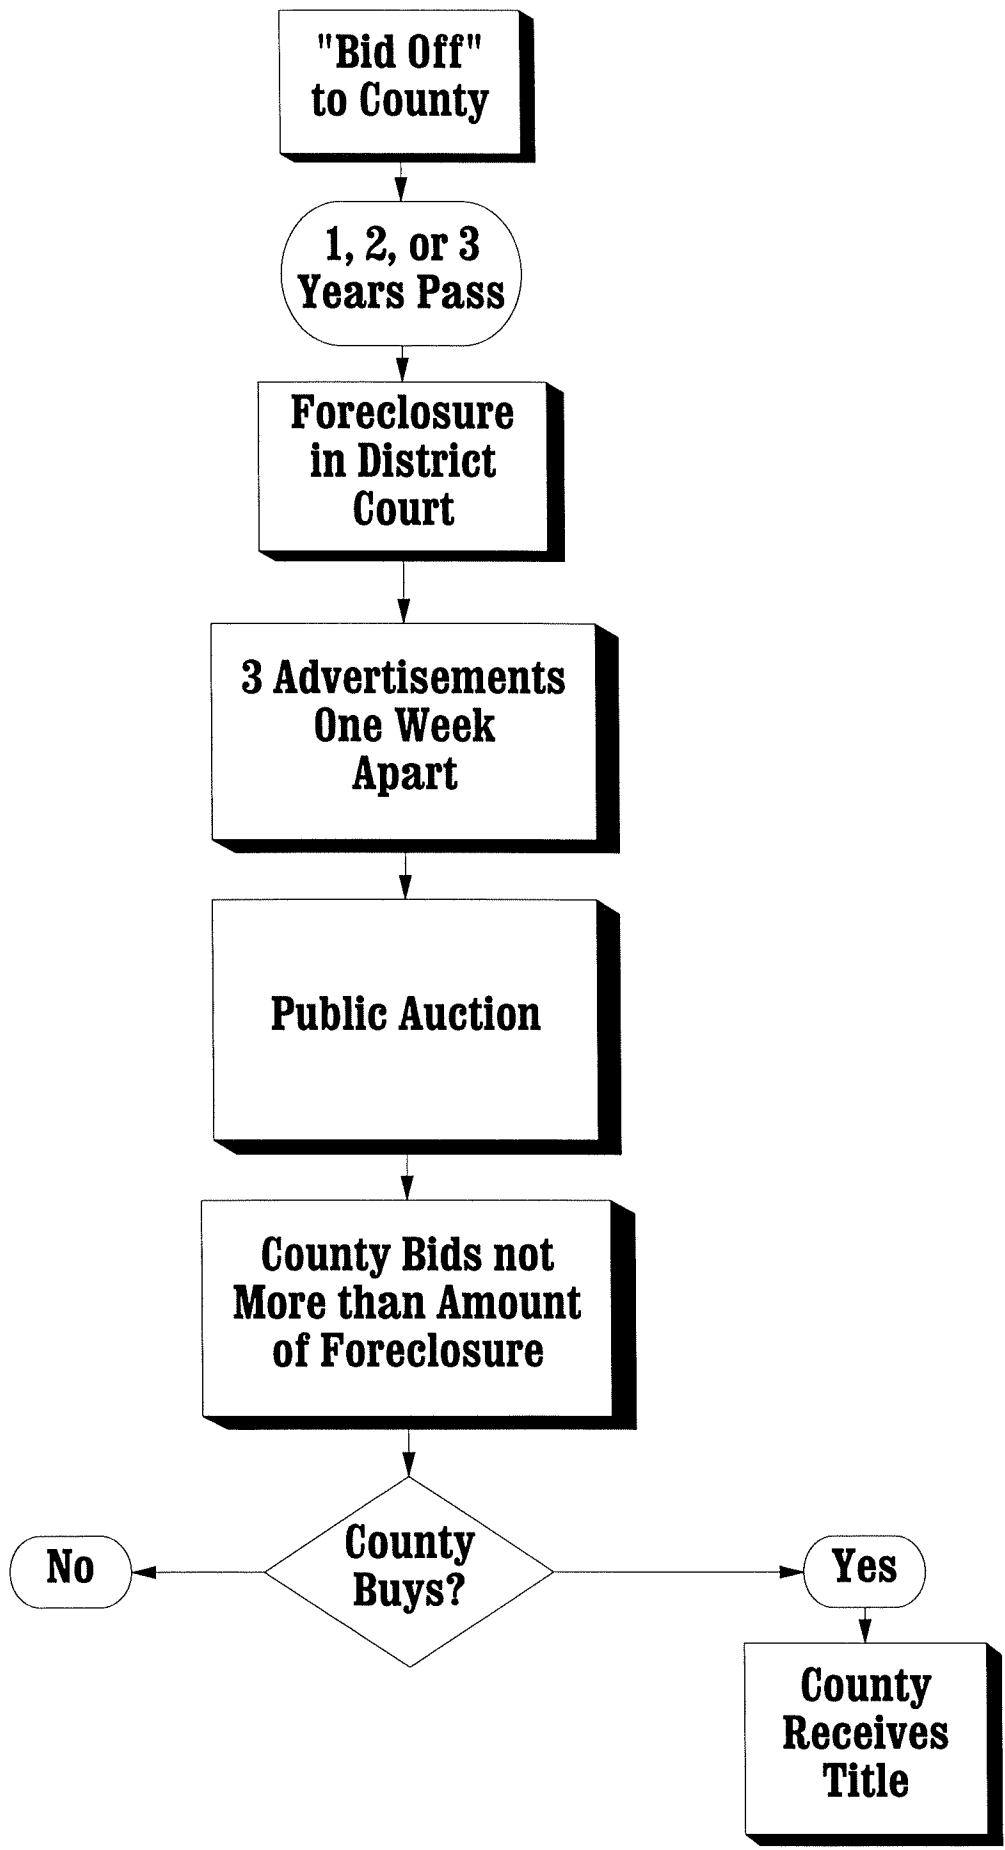 "Bid Off"
to County
1, 2, or 3
Years Pass
Foreclosure
in District
Court
3 Advertisements
One Week
Apart
Public Auction
County Bids not
More than Amount
of Foreclosure
County
Buys?
No
Yes
County
Receives
Title